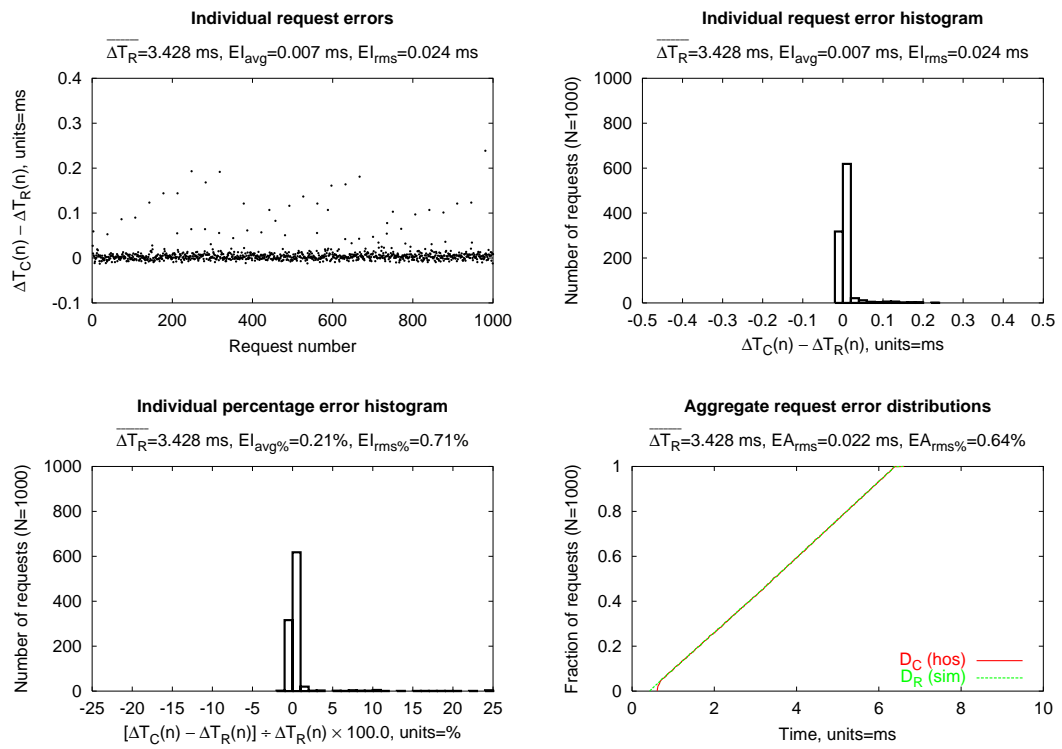 Individual request errors
ΔT_R=3.428 ms, EI_avg=0.007 ms, EI_rms=0.024 ms
ΔT_C(n) − ΔT_R(n), units=ms
0.4
0.3
0.2
0.1
0
-0.1
0 200 400 600 800 1000
Request number
Individual request error histogram
ΔT_R=3.428 ms, EI_avg=0.007 ms, EI_rms=0.024 ms
Number of requests (N=1000)
1000
800
600
400
200
0
-0.5 -0.4 -0.3 -0.2 -0.1 0 0.1 0.2 0.3 0.4 0.5
ΔT_C(n) − ΔT_R(n), units=ms
Individual percentage error histogram
ΔT_R=3.428 ms, EI_avg%=0.21%, EI_rms%=0.71%
Number of requests (N=1000)
1000
800
600
400
200
0
-25 -20 -15 -10 -5 0 5 10 15 20 25
[ΔT_C(n) − ΔT_R(n)] ÷ ΔT_R(n) × 100.0, units=%
Aggregate request error distributions
ΔT_R=3.428 ms, EA_rms=0.022 ms, EA_rms%=0.64%
Fraction of requests (N=1000)
1
0.8
0.6
0.4
0.2
0
D_C (hos)
D_R (sim)
0 2 4 6 8 10
Time, units=ms